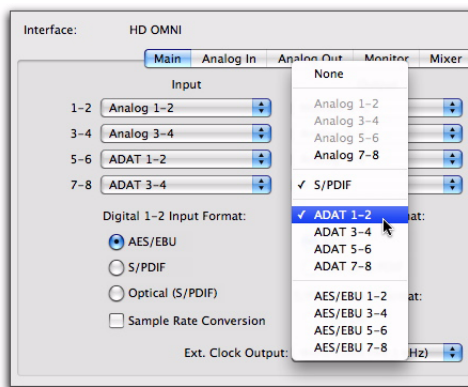 Interface: HD OMNI
Main Analog In Analog Out Monitor Mixer
Input
1-2 Analog 1-2
3-4 Analog 3-4
5-6 ADAT 1-2
7-8 ADAT 3-4
Digital 1-2 Input Format:
AES/EBU
S/PDIF
Optical (S/PDIF)
Sample Rate Conversion
Ext. Clock Output:
None
Analog 1-2
Analog 3-4
Analog 5-6
Analog 7-8
✓ S/PDIF
✓ ADAT 1-2
ADAT 3-4
ADAT 5-6
ADAT 7-8
AES/EBU 1-2
AES/EBU 3-4
AES/EBU 5-6
AES/EBU 7-8
at:
at:
Hz)